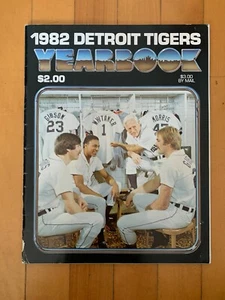 1982 DETROIT TIGERS
YEARBOOK
$2.00
$3.00
BY MAIL
GIBSON
23
WHITAKER
1
MORRIS
47